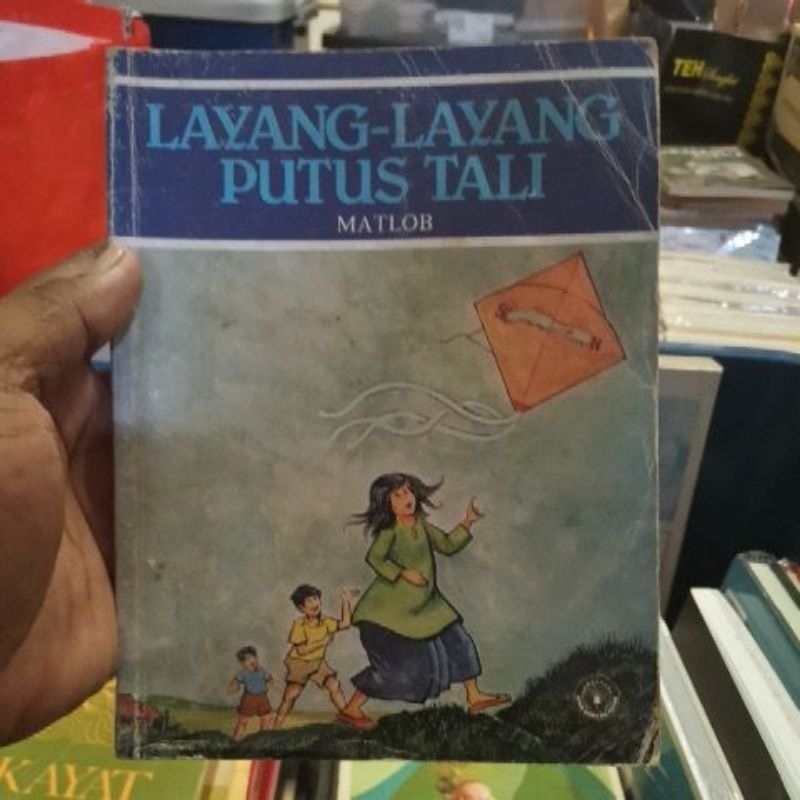 LAYANG-LAYANG
PUTUS TALI
MATLOB
TEH
KAYAT